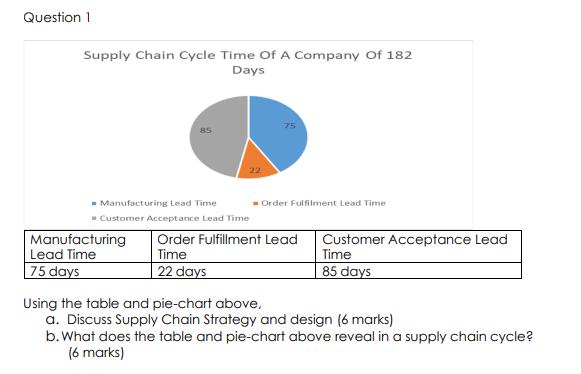 Question 1
Supply Chain Cycle Time Of A Company Of 182
Days
85
75
22
Manufacturing Lead Time
Order Fulfilment Lead Time
Customer Acceptance Lead Time
Manufacturing Lead Time
Order Fulfillment Lead Time
Customer Acceptance Lead Time
75 days
22 days
85 days
Using the table and pie-chart above,
a. Discuss Supply Chain Strategy and design (6 marks)
b. What does the table and pie-chart above reveal in a supply chain cycle?
(6 marks)